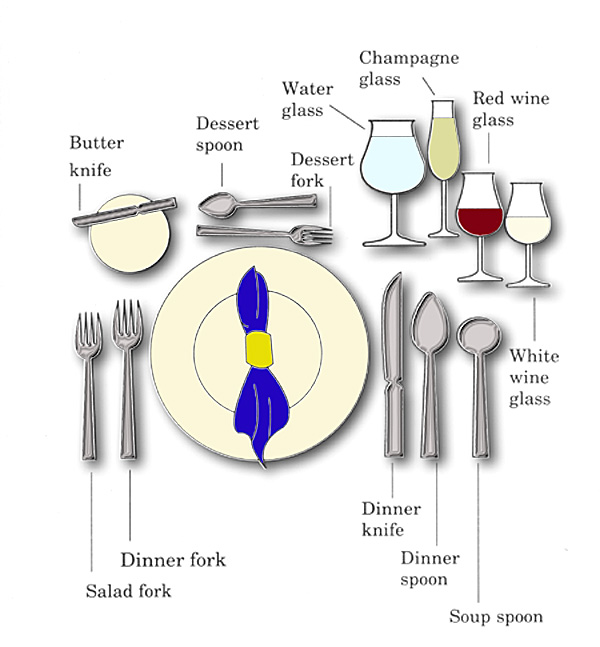 Champagne
glass
Water
glass
Red wine
glass
Dessert
spoon
Butter
knife
Dessert
fork
White
wine
glass
Dinner
knife
Dinner fork
Dinner
spoon
Salad fork
Soup spoon